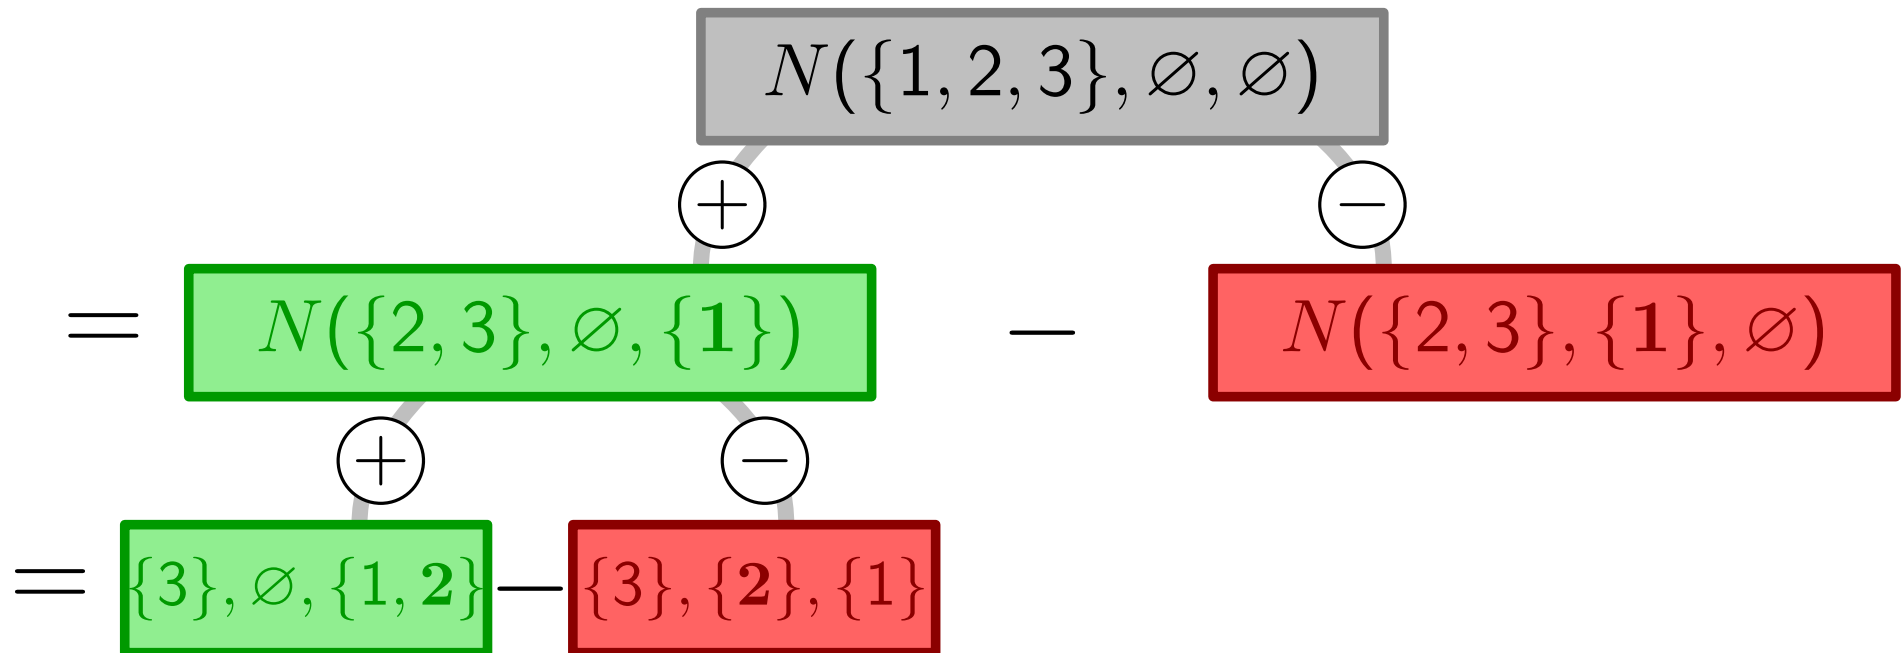 N({1, 2, 3}, ∅, ∅)
+ −
= N({2, 3}, ∅, {1}) − N({2, 3}, {1}, ∅)
+ −
= {3}, ∅, {1, 2} − {3}, {2}, {1}